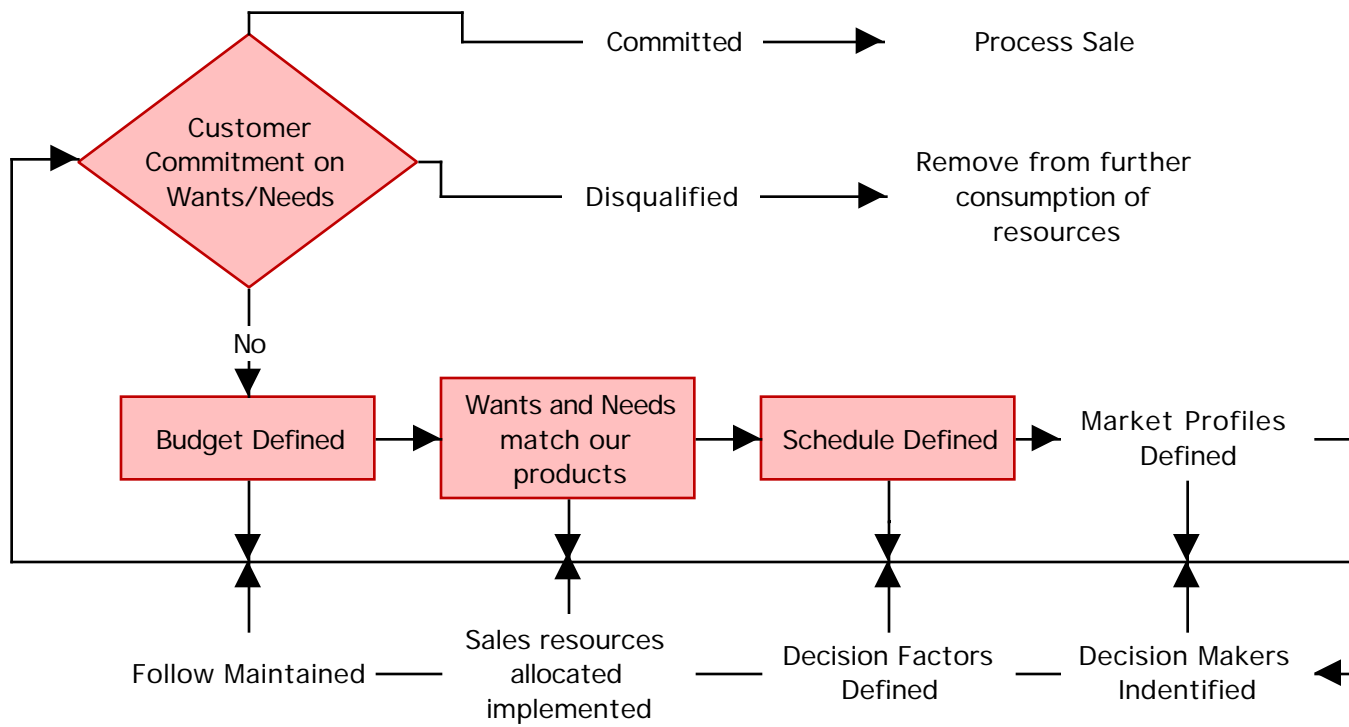 Committed
Process Sale
Customer
Commitment on
Wants/Needs
Disqualified
Remove from further
consumption of
resources
No
Budget Defined
Wants and Needs
match our
products
Schedule Defined
Market Profiles
Defined
Follow Maintained
Sales resources
allocated
implemented
Decision Factors
Defined
Decision Makers
Indentified